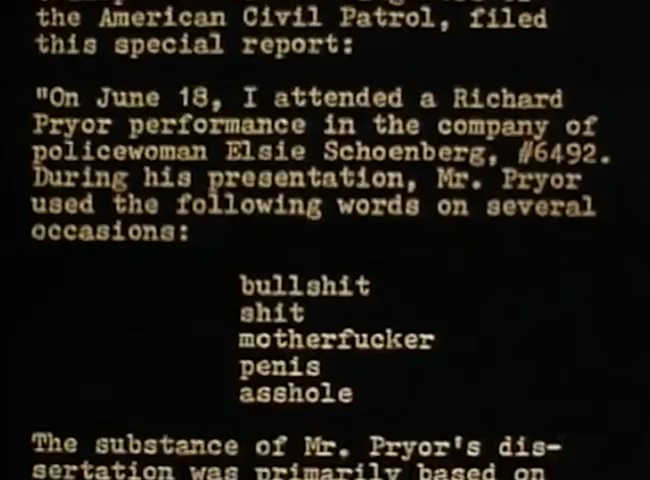 the American Civil Patrol, filed
this special report:
"On June 18, I attended a Richard
Pryor performance in the company of
policewoman Elsie Schoenberg, #6492.
During his presentation, Mr. Pryor
used the following words on several
occasions:
bullshit
shit
motherfucker
penis
asshole
The substance of Mr. Pryor's dis-
sertation was primarily based on